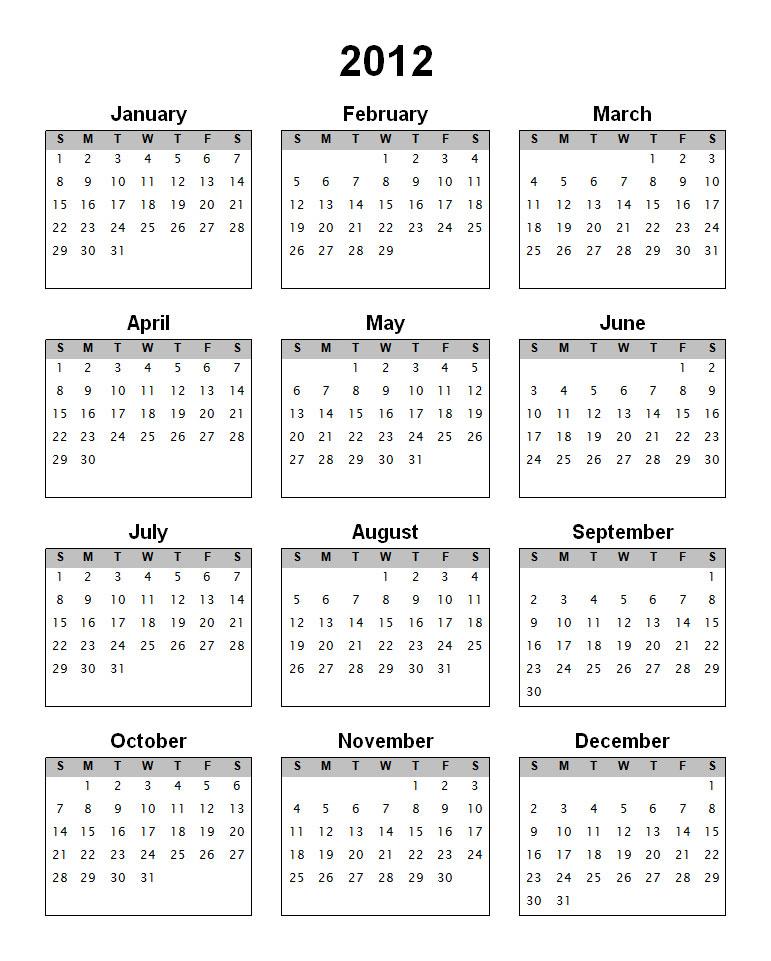 2012
January
S M T W T F S
1 2 3 4 5 6 7
8 9 10 11 12 13 14
15 16 17 18 19 20 21
22 23 24 25 26 27 28
29 30 31
February
S M T W T F S
1 2 3 4
5 6 7 8 9 10 11
12 13 14 15 16 17 18
19 20 21 22 23 24 25
26 27 28 29
March
S M T W T F S
1 2 3
4 5 6 7 8 9 10
11 12 13 14 15 16 17
18 19 20 21 22 23 24
25 26 27 28 29 30 31
April
S M T W T F S
1 2 3 4 5 6 7
8 9 10 11 12 13 14
15 16 17 18 19 20 21
22 23 24 25 26 27 28
29 30
May
S M T W T F S
1 2 3 4 5
6 7 8 9 10 11 12
13 14 15 16 17 18 19
20 21 22 23 24 25 26
27 28 29 30 31
June
S M T W T F S
1 2
3 4 5 6 7 8 9
10 11 12 13 14 15 16
17 18 19 20 21 22 23
24 25 26 27 28 29 30
July
S M T W T F S
1 2 3 4 5 6 7
8 9 10 11 12 13 14
15 16 17 18 19 20 21
22 23 24 25 26 27 28
29 30 31
August
S M T W T F S
1 2 3 4
5 6 7 8 9 10 11
12 13 14 15 16 17 18
19 20 21 22 23 24 25
26 27 28 29 30 31
September
S M T W T F S
1
2 3 4 5 6 7 8
9 10 11 12 13 14 15
16 17 18 19 20 21 22
23 24 25 26 27 28 29
30
October
S M T W T F S
1 2 3 4 5 6
7 8 9 10 11 12 13
14 15 16 17 18 19 20
21 22 23 24 25 26 27
28 29 30 31
November
S M T W T F S
1 2 3
4 5 6 7 8 9 10
11 12 13 14 15 16 17
18 19 20 21 22 23 24
25 26 27 28 29 30
December
S M T W T F S
1
2 3 4 5 6 7 8
9 10 11 12 13 14 15
16 17 18 19 20 21 22
23 24 25 26 27 28 29
30 31